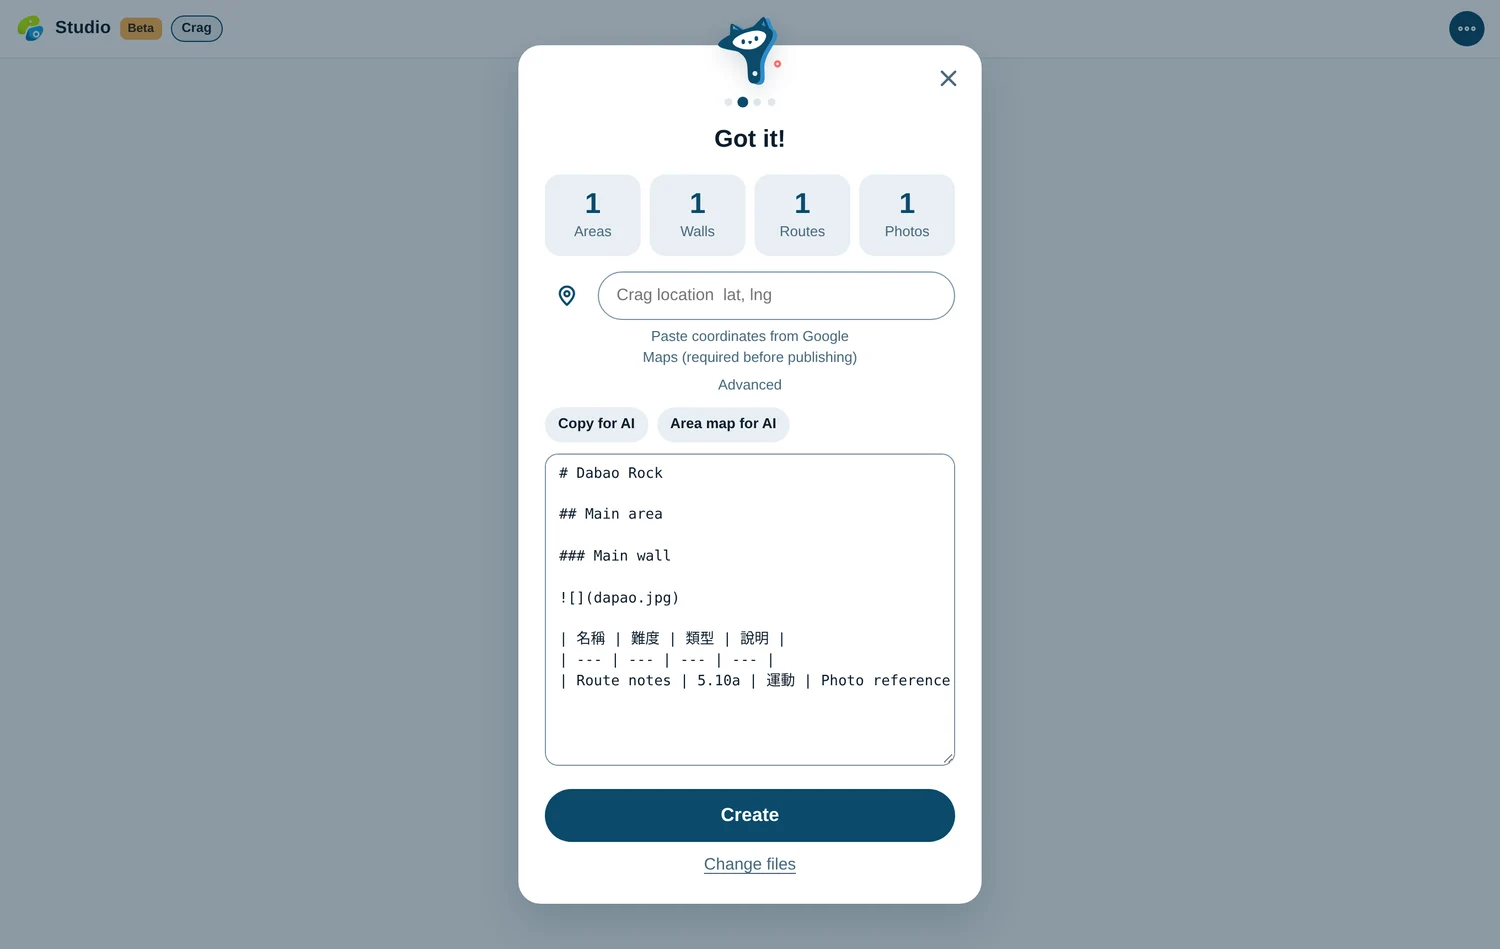 Studio Beta Crag
Got it!
1 1 1 1
Areas Walls Routes Photos
Crag location  lat, lng
Paste coordinates from Google
Maps (required before publishing)
Advanced
Copy for AI Area map for AI
# Dabao Rock
## Main area
### Main wall
![](dapao.jpg)
| 名稱 | 難度 | 類型 | 說明 |
| --- | --- | --- | --- |
| Route notes | 5.10a | 運動 | Photo reference
Create
Change files